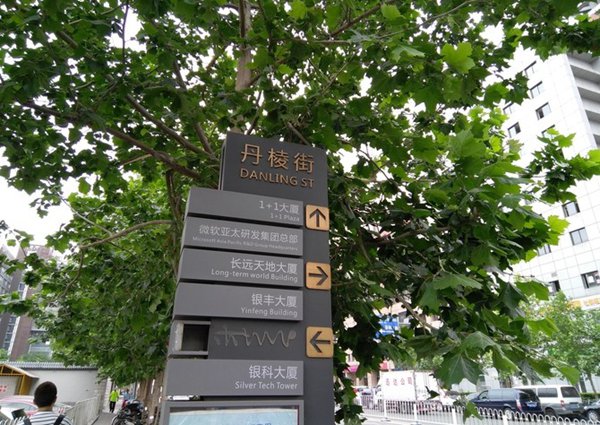 丹棱街
DANLING ST
1+1大厦
1+1 Plaza
微软亚太研发集团总部
Microsoft Asia Pacific R&D Group Headquarters
长远天地大厦
Long-term world Building
银丰大厦
Yinfeng Building
银科大厦
Silver Tech Tower